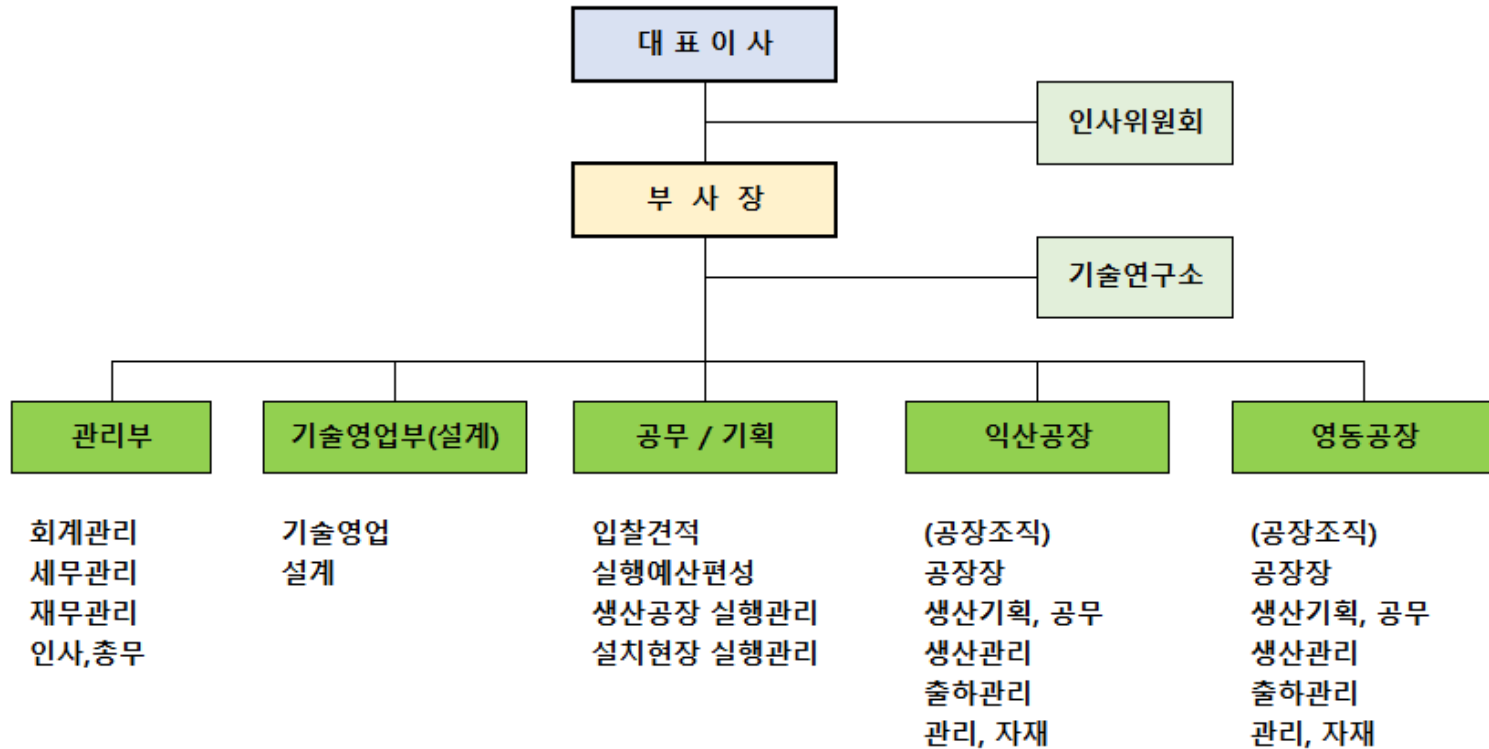 대 표 이 사
인사위원회
부 사 장
기술연구소
관리부
기술영업부(설계)
공무 / 기획
익산공장
영동공장
회계관리
세무관리
재무관리
인사,총무
기술영업
설계
입찰견적
실행예산편성
생산공장 실행관리
설치현장 실행관리
(공장조직)
공장장
생산기획, 공무
생산관리
출하관리
관리, 자재
(공장조직)
공장장
생산기획, 공무
생산관리
출하관리
관리, 자재